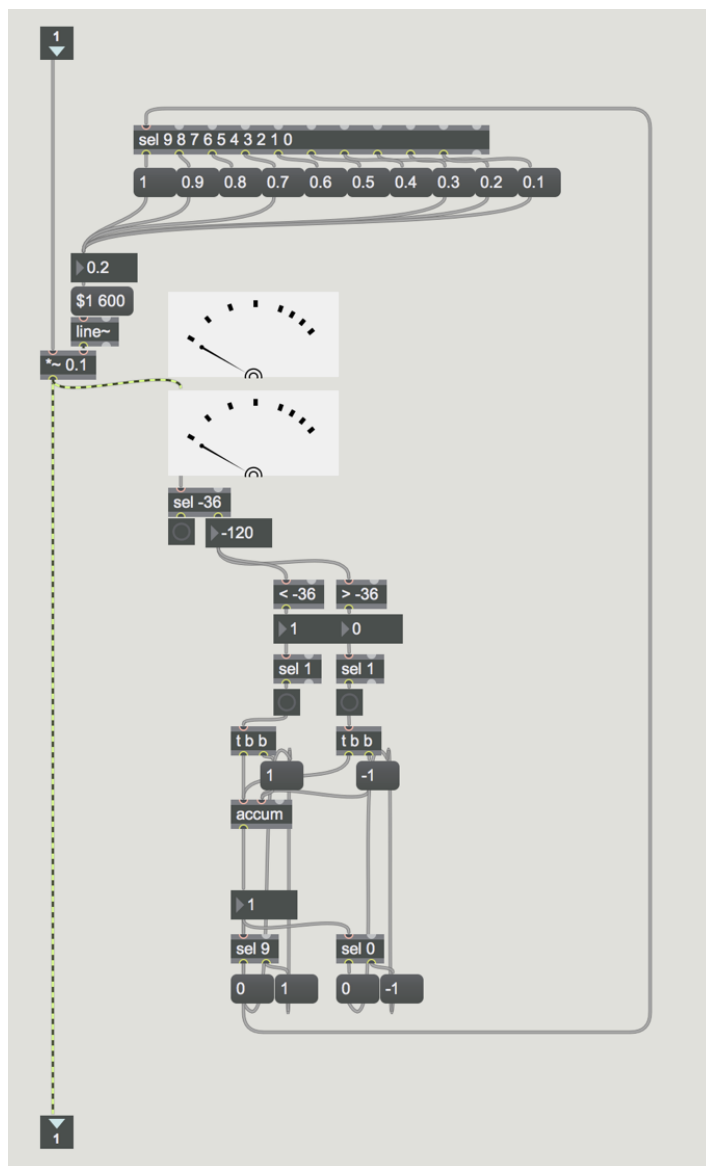 1
sel 9 8 7 6 5 4 3 2 1 0
1 0.9 0.8 0.7 0.6 0.5 0.4 0.3 0.2 0.1
0.2
$1 600
line~
*~ 0.1
sel -36
-120
< -36 > -36
1 0
sel 1 sel 1
t b b t b b
1 -1
accum
1
sel 9 sel 0
0 1 0 -1
1